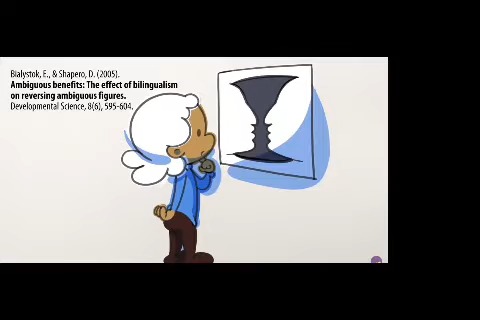 Bialystok, E., & Shapero, D. (2005).
Ambiguous benefits: The effect of bilingualism
on reversing ambiguous figures.
Developmental Science, 8(6), 595-604.